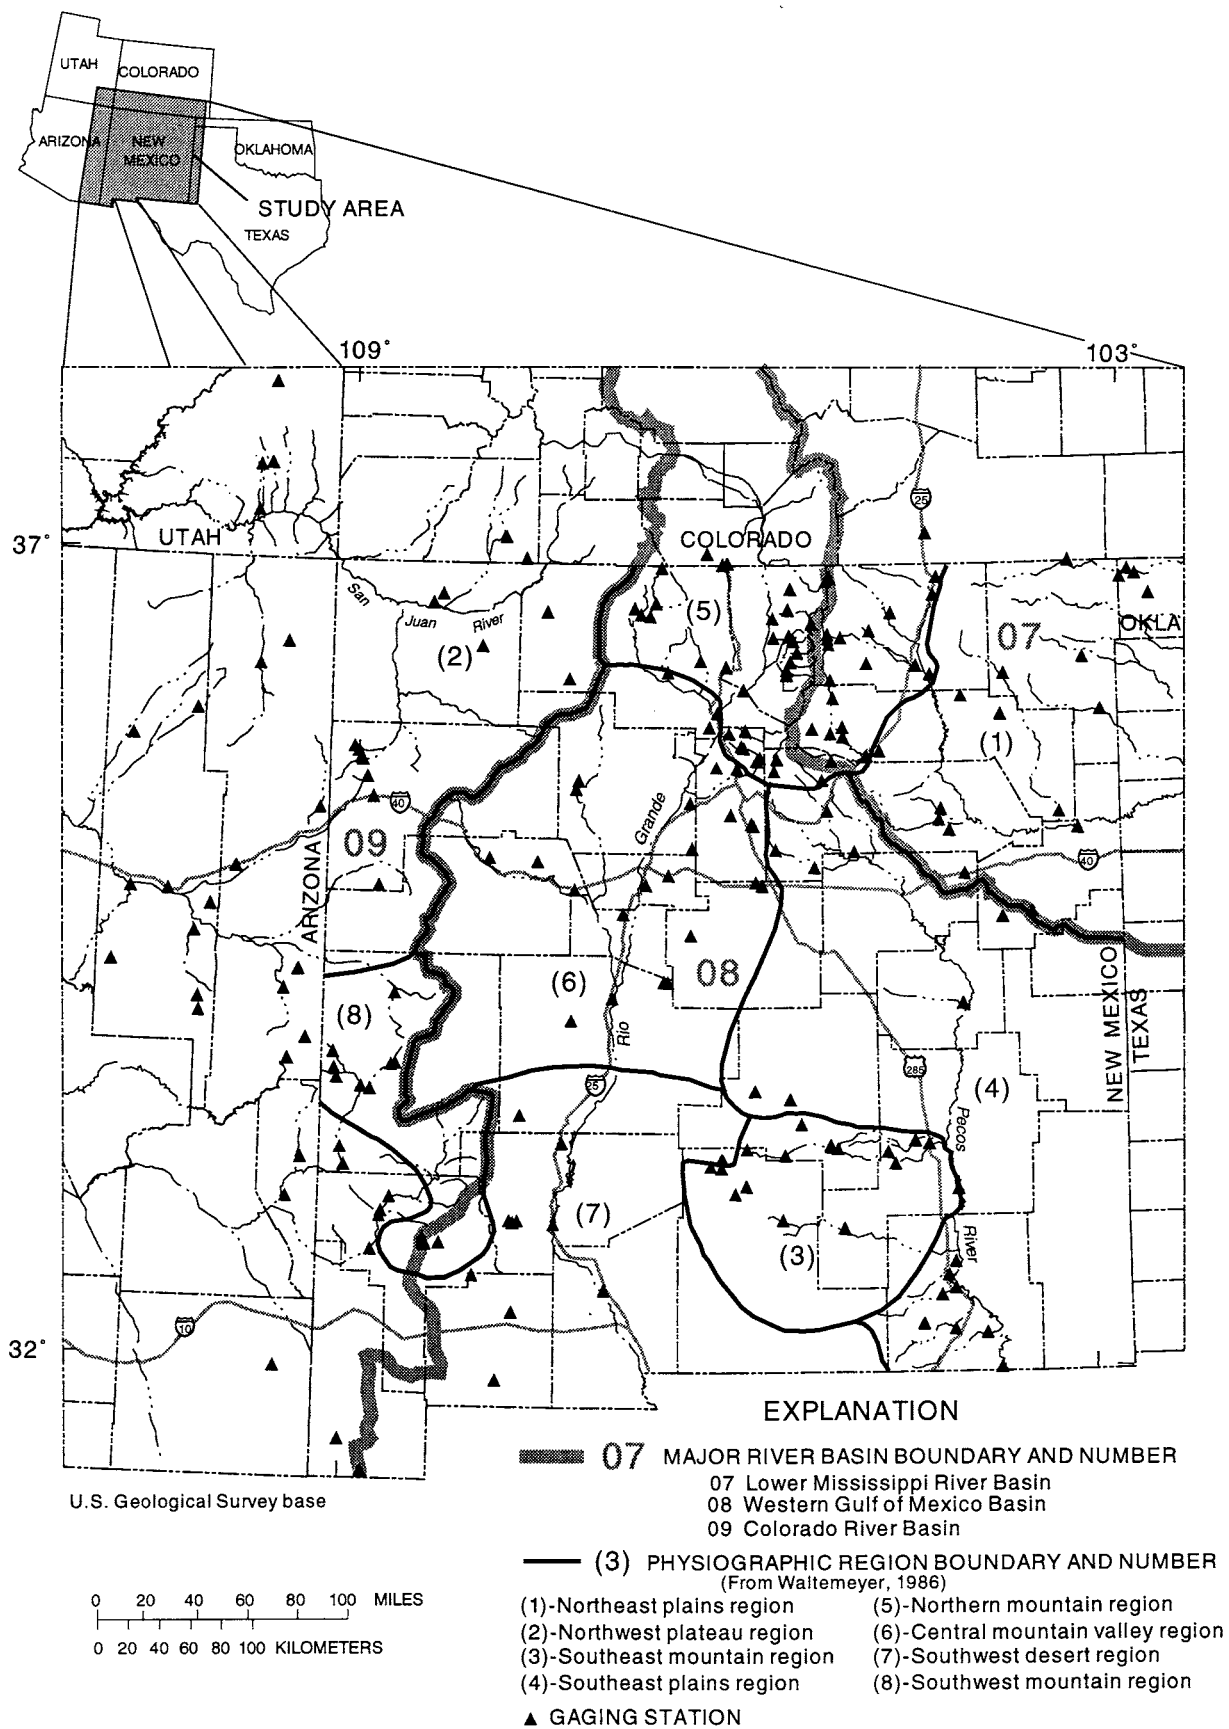 UTAH
COLORADO
ARIZONA
NEW
MEXICO
OKLAHOMA
STUDY AREA
TEXAS
109°
103°
25
37°
UTAH
COLORADO
San
Juan
River
(5)
07
OKLA
(2)
(1)
40
Grande
09
40
ARIZONA
(6)
08
(8)
Rio
NEW MEXICO
TEXAS
25
285
(4)
Pecos
(7)
(3)
River
10
32°
EXPLANATION
07 MAJOR RIVER BASIN BOUNDARY AND NUMBER
07 Lower Mississippi River Basin
08 Western Gulf of Mexico Basin
09 Colorado River Basin
U.S. Geological Survey base
(3) PHYSIOGRAPHIC REGION BOUNDARY AND NUMBER
(From Waltemeyer, 1986)
0 20 40 60 80 100 MILES
0 20 40 60 80 100 KILOMETERS
(1)-Northeast plains region
(2)-Northwest plateau region
(3)-Southeast mountain region
(4)-Southeast plains region
(5)-Northern mountain region
(6)-Central mountain valley region
(7)-Southwest desert region
(8)-Southwest mountain region
GAGING STATION